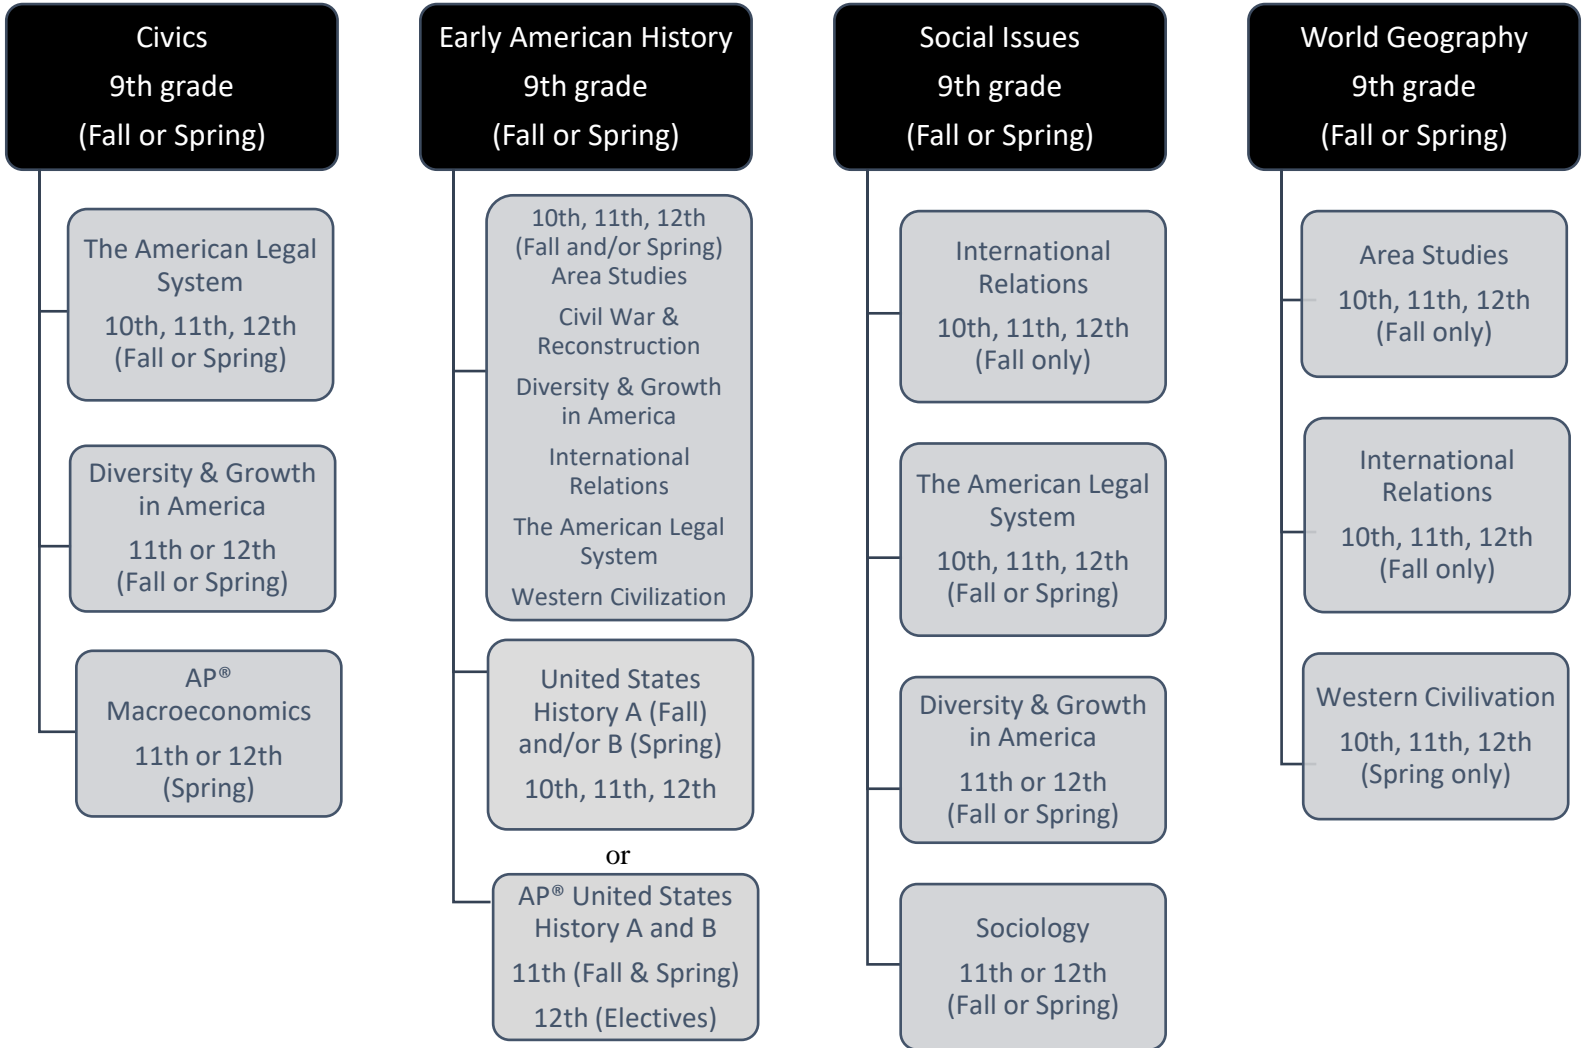 Civics
9th grade
(Fall or Spring)
The American Legal
System
10th, 11th, 12th
(Fall or Spring)
Diversity & Growth
in America
11th or 12th
(Fall or Spring)
AP®
Macroeconomics
11th or 12th
(Spring)
Early American History
9th grade
(Fall or Spring)
10th, 11th, 12th
(Fall and/or Spring)
Area Studies
Civil War &
Reconstruction
Diversity & Growth
in America
International
Relations
The American Legal
System
Western Civilization
United States
History A (Fall)
and/or B (Spring)
10th, 11th, 12th
or
AP® United States
History A and B
11th (Fall & Spring)
12th (Electives)
Social Issues
9th grade
(Fall or Spring)
International
Relations
10th, 11th, 12th
(Fall only)
The American Legal
System
10th, 11th, 12th
(Fall or Spring)
Diversity & Growth
in America
11th or 12th
(Fall or Spring)
Sociology
11th or 12th
(Fall or Spring)
World Geography
9th grade
(Fall or Spring)
Area Studies
10th, 11th, 12th
(Fall only)
International
Relations
10th, 11th, 12th
(Fall only)
Western Civilivation
10th, 11th, 12th
(Spring only)